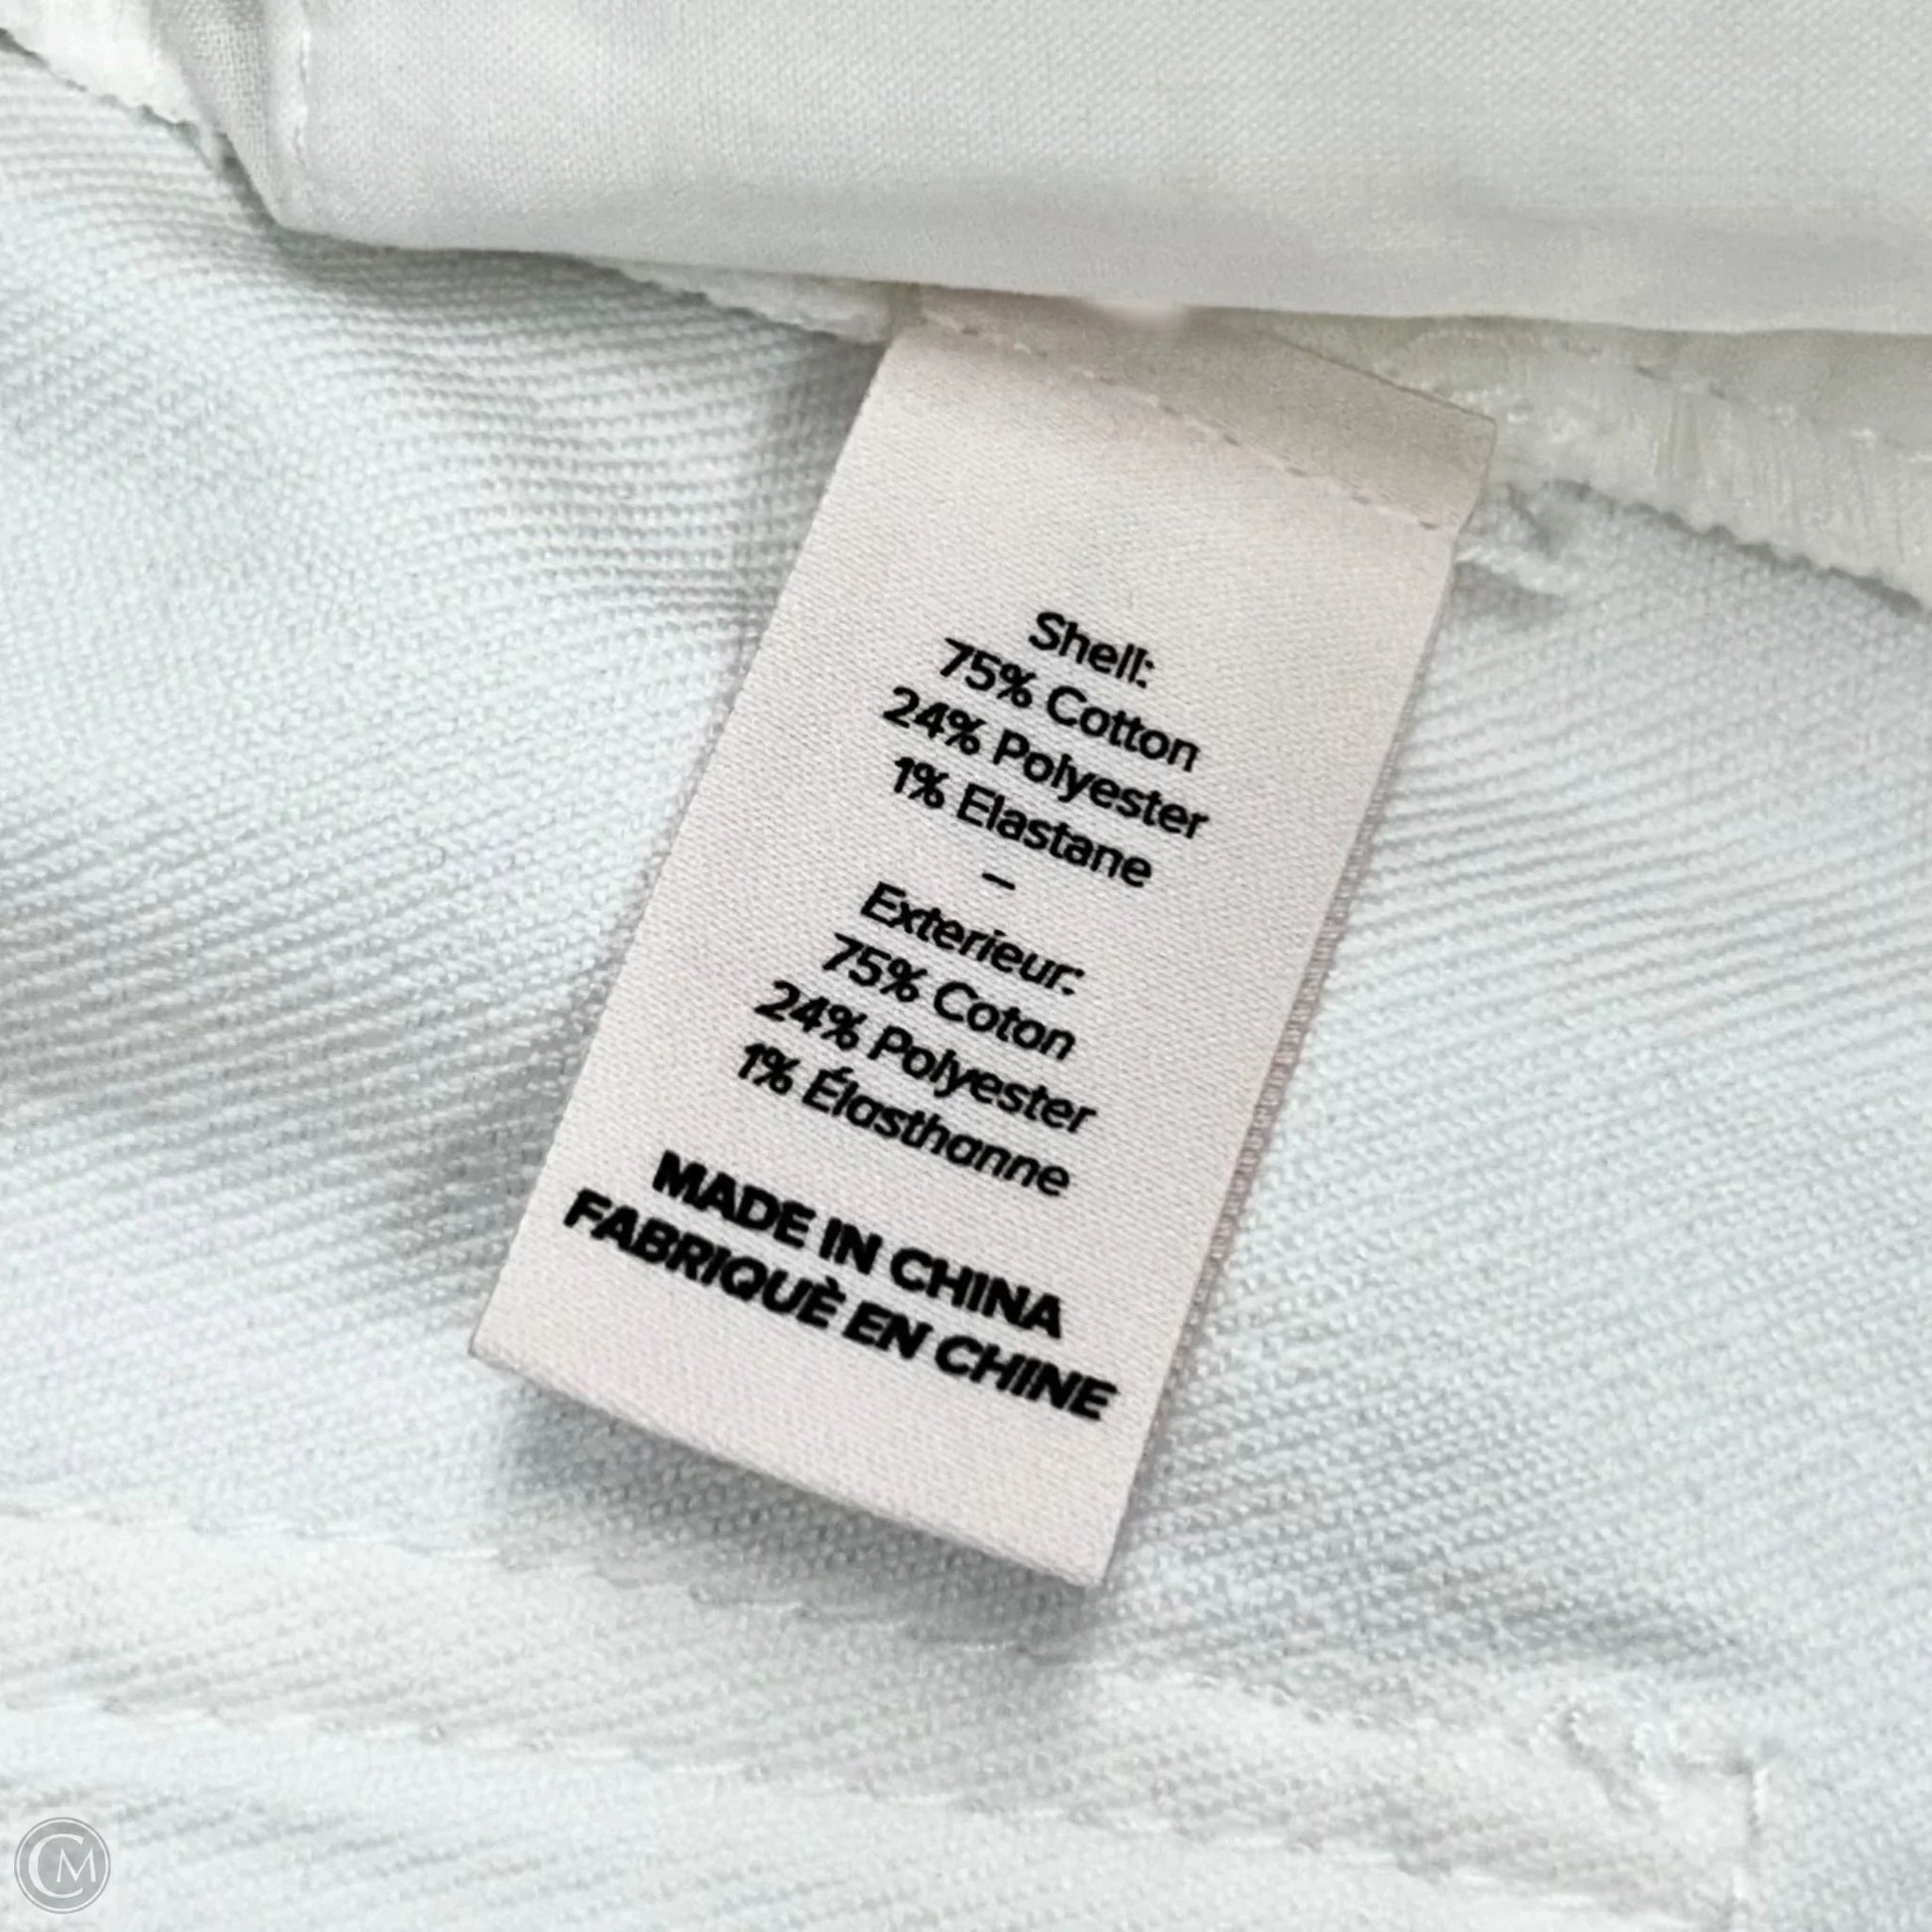 Shell:
75% Cotton
24% Polyester
1% Elastane
–
Exterieur:
75% Coton
24% Polyester
1% Élasthanne
MADE IN CHINA
FABRIQUÈ EN CHINE
CM